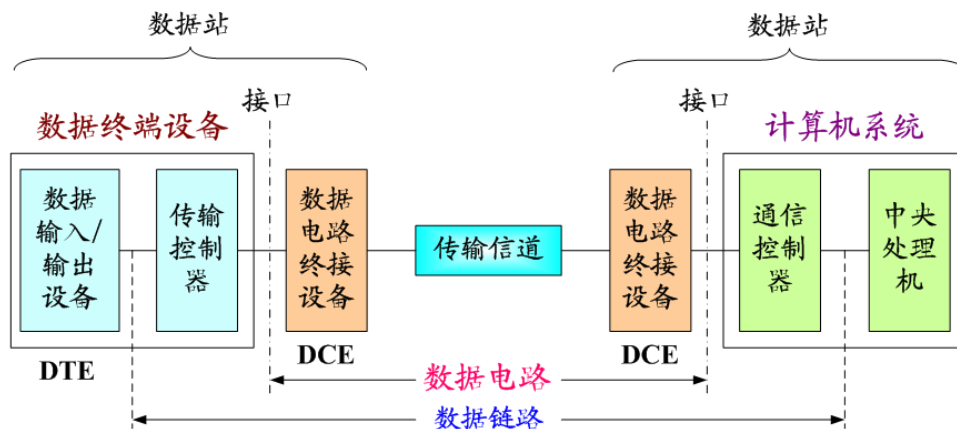 数据站
数据站
接口
接口
数据终端设备
计算机系统
数据
输入/
输出
设备
传输
控制
器
数据
电路
终接
设备
传输信道
数据
电路
终接
设备
通信
控制
器
中央
处理
机
DTE
DCE
DCE
数据电路
数据链路